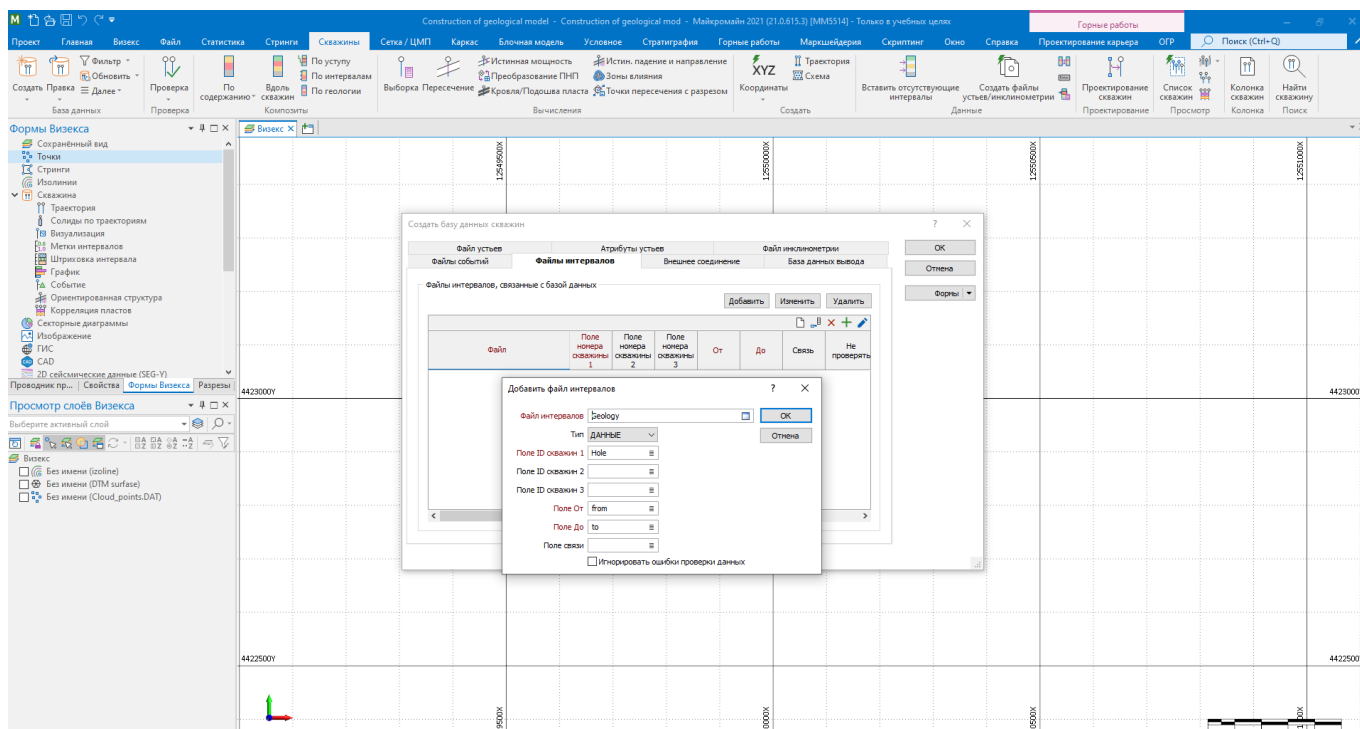 Construction of geological model - Construction of geological mod - Майкромайн 2021 (21.0.615.3) [MM5514] - Только в учебных целях
Горные работы
Проект Главная Визекс Файл Статистика Стринги Скважины Сетка / ЦМП Каркас Блочная модель Условное Стратиграфия Горные работы Маркшейдерия Скриптинг Окно Справка Проектирование карьера ОГР Поиск (Ctrl+Q)
Создать Правка Фильтр Обновить Далее
База данных
Проверка
Проверка
По содержанию Вдоль скважин По уступу По интервалам По геологии
Композиты
Выборка Пересечение Истинная мощность Преобразование ПНП Кровля/Подошва пласта Истин. падение и направление Зоны влияния Точки пересечения с разрезом
Вычисления
XYZ Координаты Траектория Схема
Создать
Вставить отсутствующие интервалы Создать файлы устьев/инклинометрии
Данные
Проектирование скважин
Проектирование
Список скважин
Просмотр
Колонка скважин
Колонка
Найти скважину
Поиск
Формы Визекса
Сохранённый вид
Точки
Стринги
Изолинии
Скважина
Траектория
Солиды по траекториям
Визуализация
Метки интервалов
Штриховка интервала
График
Событие
Ориентированная структура
Корреляция пластов
Секторные диаграммы
Изображение
ГИС
CAD
2D сейсмические данные (SEG-Y)
Проводник пр... Свойства Формы Визекса Разрезы
Просмотр слоёв Визекса
Выберите активный слой
Визекс
Без имени (izoline)
Без имени (DTM surfase)
Без имени (Cloud_points.DAT)
Визекс
12549500X
12550000X
12550500X
12551000X
4423000Y
4423000
4422500Y
4422500
9500X
0000X
0500X
00X
Создать базу данных скважин
? ×
Файл устьев Атрибуты устьев Файл инклинометрии
Файлы событий Файлы интервалов Внешнее соединение База данных вывода
OK
Отмена
Формы
Файлы интервалов, связанные с базой данных
Добавить Изменить Удалить
Файл
Поле номера скважины 1
Поле номера скважины 2
Поле номера скважины 3
От
До
Связь
Не проверять
Добавить файл интервалов
? ×
Файл интервалов Geology OK
Тип ДАННЫЕ Отмена
Поле ID скважин 1 Hole
Поле ID скважин 2
Поле ID скважин 3
Поле От from
Поле До to
Поле связи
Игнорировать ошибки проверки данных